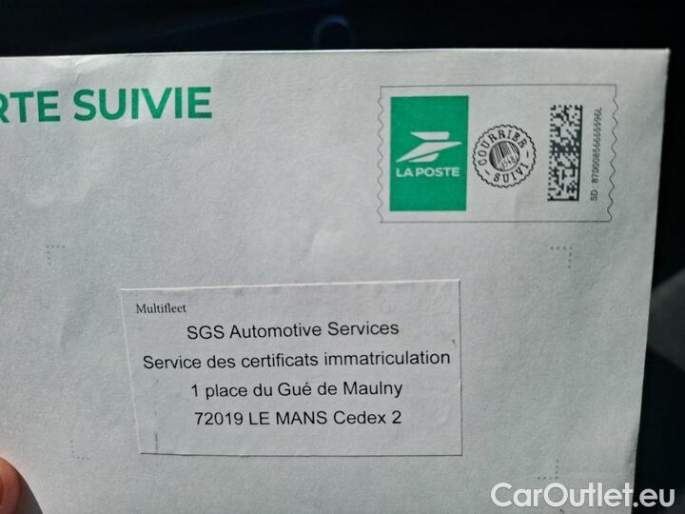 RTE SUIVIE
LA POSTE
COURRIER
SUIVI
Multifleet
SGS Automotive Services
Service des certificats immatriculation
1 place du Gué de Maulny
72019 LE MANS Cedex 2
CarOutlet.eu